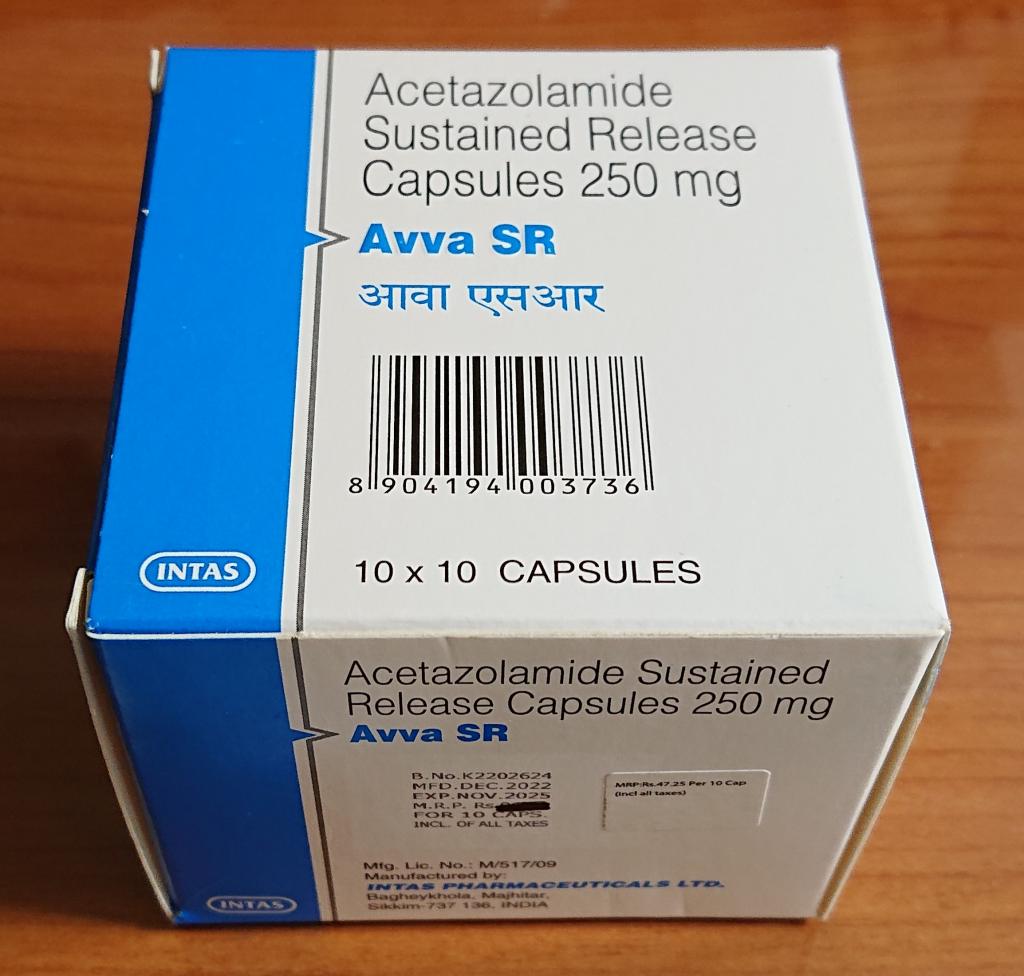 Acetazolamide
Sustained Release
Capsules 250 mg
Avva SR
आवा एसआर
8 904194 003736
INTAS
10 x 10 CAPSULES
Acetazolamide Sustained
Release Capsules 250 mg
Avva SR
B.No.K2202624
MFD.DEC.2022
EXP.NOV.2025
M.R.P. Rs
FOR 10 CAPS.
INCL. OF ALL TAXES
MRP:Rs.47.25 Per 10 Cap
(Incl all taxes)
Mfg. Lic. No.: M/517/09
Manufactured by:
INTAS PHARMACEUTICALS LTD.
Bagheykhola, Majhitar,
Sikkim-737 136, INDIA
INTAS